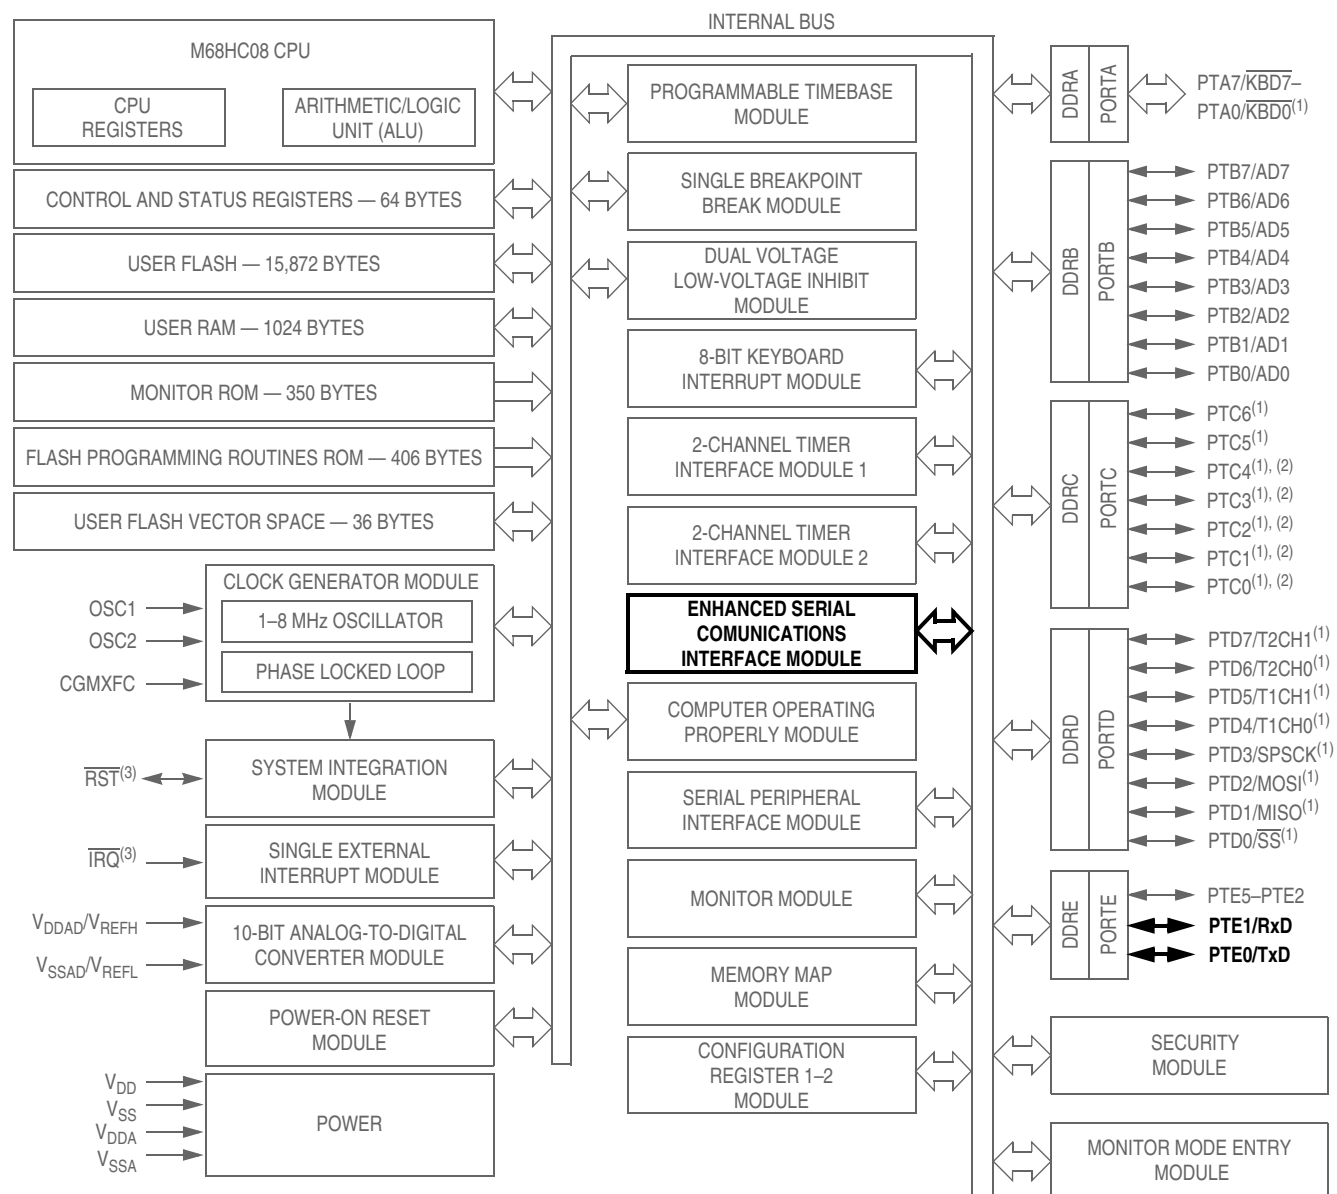 INTERNAL BUS
M68HC08 CPU
CPU
REGISTERS
ARITHMETIC/LOGIC
UNIT (ALU)
CONTROL AND STATUS REGISTERS — 64 BYTES
USER FLASH — 15,872 BYTES
USER RAM — 1024 BYTES
MONITOR ROM — 350 BYTES
FLASH PROGRAMMING ROUTINES ROM — 406 BYTES
USER FLASH VECTOR SPACE — 36 BYTES
CLOCK GENERATOR MODULE
1–8 MHz OSCILLATOR
PHASE LOCKED LOOP
OSC1
OSC2
CGMXFC
SYSTEM INTEGRATION
MODULE
RST(3)
SINGLE EXTERNAL
INTERRUPT MODULE
IRQ(3)
10-BIT ANALOG-TO-DIGITAL
CONVERTER MODULE
VDDAD/VREFH
VSSAD/VREFL
POWER-ON RESET
MODULE
POWER
VDD
VSS
VDDA
VSSA
PROGRAMMABLE TIMEBASE
MODULE
SINGLE BREAKPOINT
BREAK MODULE
DUAL VOLTAGE
LOW-VOLTAGE INHIBIT
MODULE
8-BIT KEYBOARD
INTERRUPT MODULE
2-CHANNEL TIMER
INTERFACE MODULE 1
2-CHANNEL TIMER
INTERFACE MODULE 2
ENHANCED SERIAL
COMUNICATIONS
INTERFACE MODULE
COMPUTER OPERATING
PROPERLY MODULE
SERIAL PERIPHERAL
INTERFACE MODULE
MONITOR MODULE
MEMORY MAP
MODULE
CONFIGURATION
REGISTER 1–2
MODULE
DDRA
PORTA
PTA7/KBD7–
PTA0/KBD0(1)
DDRB
PORTB
PTB7/AD7
PTB6/AD6
PTB5/AD5
PTB4/AD4
PTB3/AD3
PTB2/AD2
PTB1/AD1
PTB0/AD0
DDRC
PORTC
PTC6(1)
PTC5(1)
PTC4(1), (2)
PTC3(1), (2)
PTC2(1), (2)
PTC1(1), (2)
PTC0(1), (2)
DDRD
PORTD
PTD7/T2CH1(1)
PTD6/T2CH0(1)
PTD5/T1CH1(1)
PTD4/T1CH0(1)
PTD3/SPSCK(1)
PTD2/MOSI(1)
PTD1/MISO(1)
PTD0/SS(1)
DDRE
PORTE
PTE5–PTE2
PTE1/RxD
PTE0/TxD
SECURITY
MODULE
MONITOR MODE ENTRY
MODULE